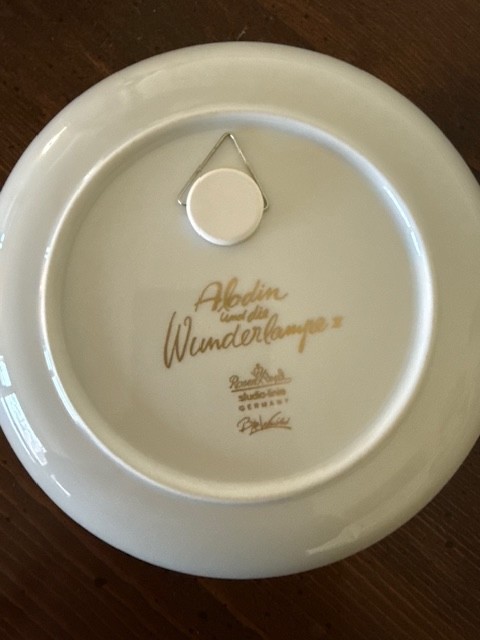 Aladin
und die
Wunderlampe II
Rosenthal
studio-linie
GERMANY